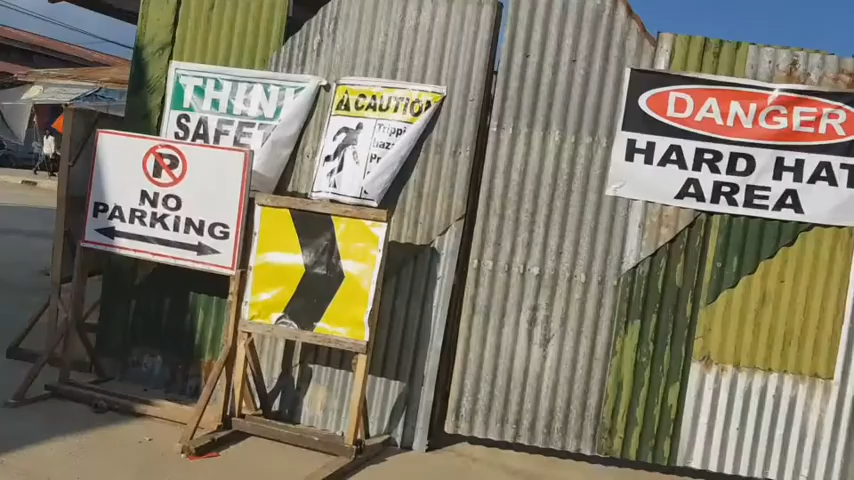 THINK
SAFE
CAUTION
NO
PARKING
DANGER
HARD HAT
AREA